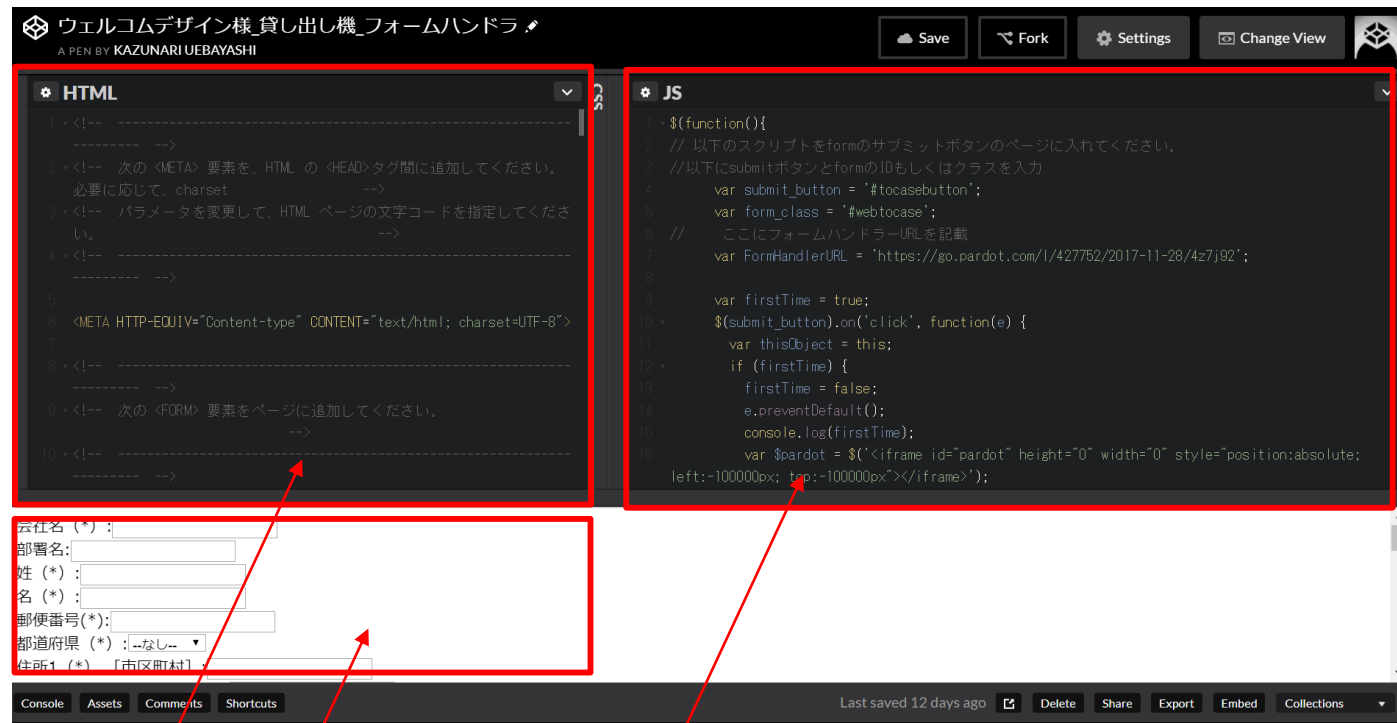 ウェルコムデザイン様_貸し出し機_フォームハンドラ
A PEN BY KAZUNARI UEBAYASHI
Save
Fork
Settings
Change View
HTML
CSS
JS
1 <!-- --------------------------------------------------------------
--------- -->
2 <!-- 次の <META> 要素を、HTML の <HEAD>タグ間に追加してください。
必要に応じて、charset -->
3 <!-- パラメータを変更して、HTML ページの文字コードを指定してくださ
い。 -->
4 <!-- --------------------------------------------------------------
--------- -->
5
6 <META HTTP-EQUIV="Content-type" CONTENT="text/html; charset=UTF-8">
7
8 <!-- --------------------------------------------------------------
--------- -->
9 <!-- 次の <FORM> 要素をページに追加してください。
-->
10 <!-- --------------------------------------------------------------
--------- -->
1 $(function(){
2 // 以下のスクリプトをformのサブミットボタンのページに入れてください。
3 //以下にsubmitボタンとformのIDもしくはクラスを入力
4 var submit_button = '#tocasebutton';
5 var form_class = '#webtocase';
6 // ここにフォームハンドラーURLを記載
7 var FormHandlerURL = 'https://go.pardot.com/l/427752/2017-11-28/4z7j92';
8
9 var firstTime = true;
10 $(submit_button).on('click', function(e) {
11 var thisObject = this;
12 if (firstTime) {
13 firstTime = false;
14 e.preventDefault();
15 console.log(firstTime);
16 var $pardot = $('<iframe id="pardot" height="0" width="0" style="position:absolute;
left:-100000px; top:-100000px"></iframe>');
会社名 (*) :
部署名:
姓 (*) :
名 (*) :
郵便番号(*):
都道府県 (*) : --なし--
住所1 (*) [市区町村] :
Console Assets Comments Shortcuts
Last saved 12 days ago Delete Share Export Embed Collections